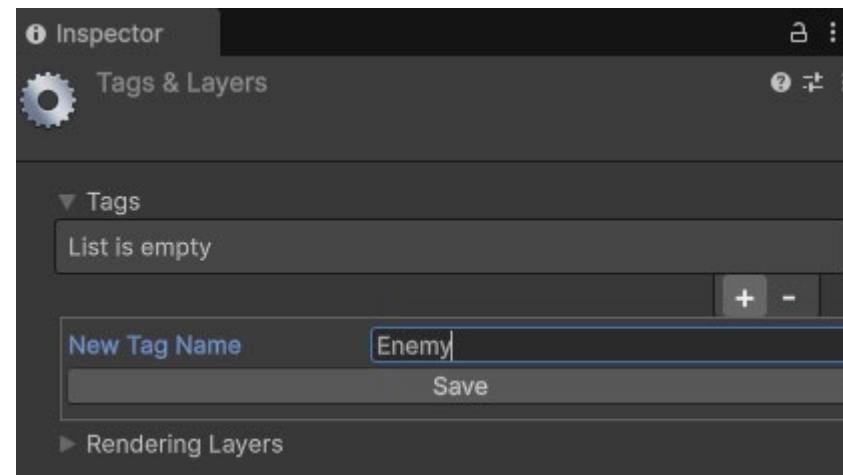 Inspector
Tags & Layers
Tags
List is empty
+ -
New Tag Name Enemy
Save
Rendering Layers